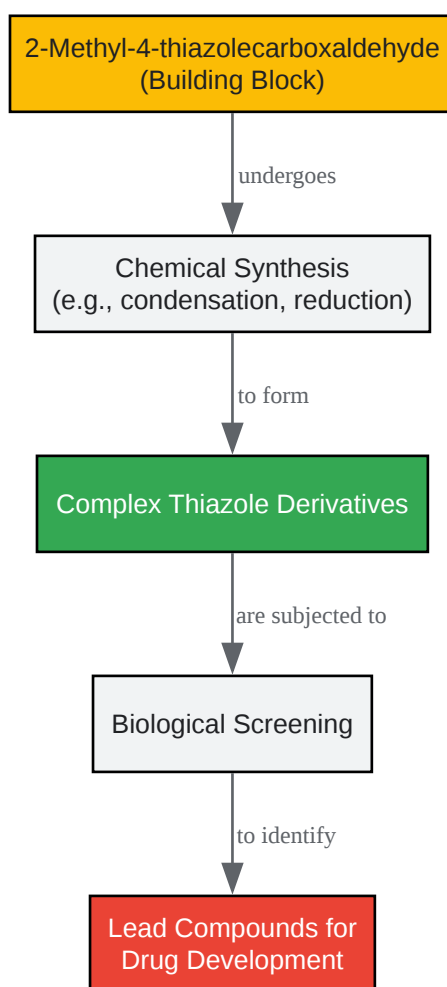 2-Methyl-4-thiazolecarboxaldehyde
(Building Block)
undergoes
Chemical Synthesis
(e.g., condensation, reduction)
to form
Complex Thiazole Derivatives
are subjected to
Biological Screening
to identify
Lead Compounds for
Drug Development